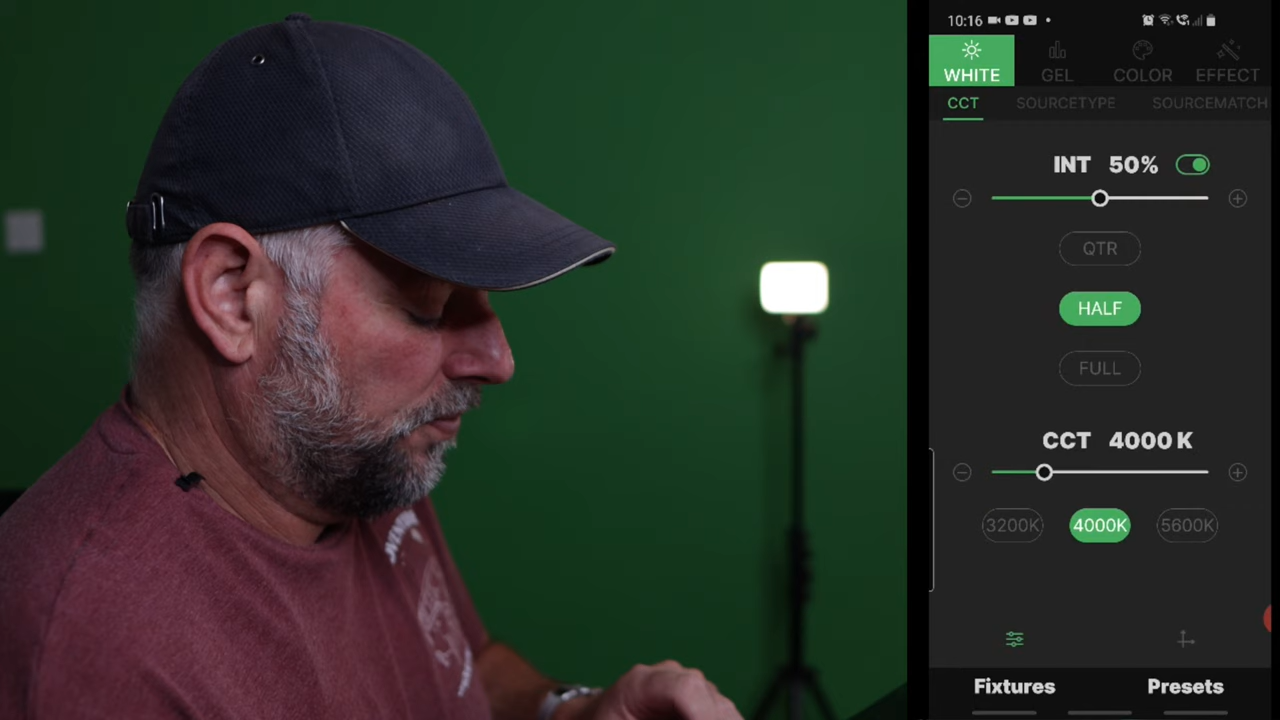 10:16
WHITE GEL COLOR EFFECT
CCT SOURCETYPE SOURCEMATCH
INT 50%
QTR
HALF
FULL
CCT 4000 K
3200K 4000K 5600K
Fixtures Presets